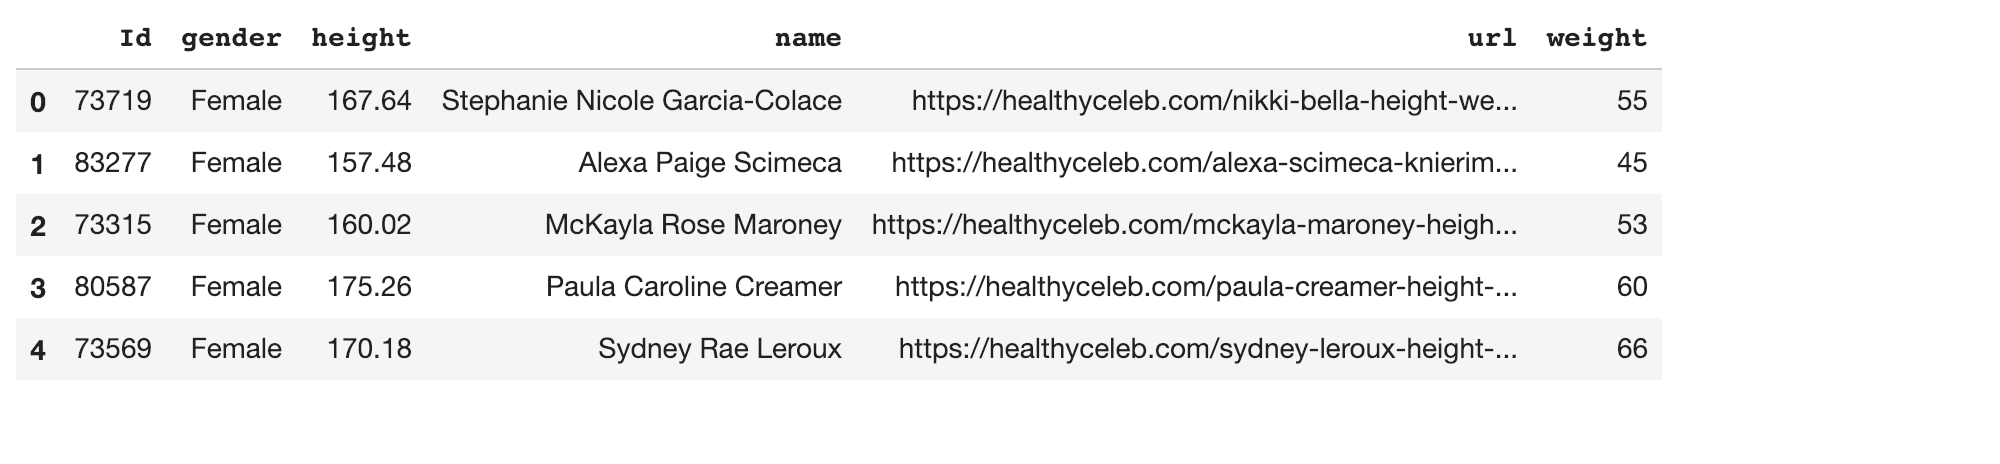 Id gender height name url weight
0 73719 Female 167.64 Stephanie Nicole Garcia-Colace https://healthyceleb.com/nikki-bella-height-we... 55
1 83277 Female 157.48 Alexa Paige Scimeca https://healthyceleb.com/alexa-scimeca-knierim... 45
2 73315 Female 160.02 McKayla Rose Maroney https://healthyceleb.com/mckayla-maroney-heigh... 53
3 80587 Female 175.26 Paula Caroline Creamer https://healthyceleb.com/paula-creamer-height-... 60
4 73569 Female 170.18 Sydney Rae Leroux https://healthyceleb.com/sydney-leroux-height-... 66